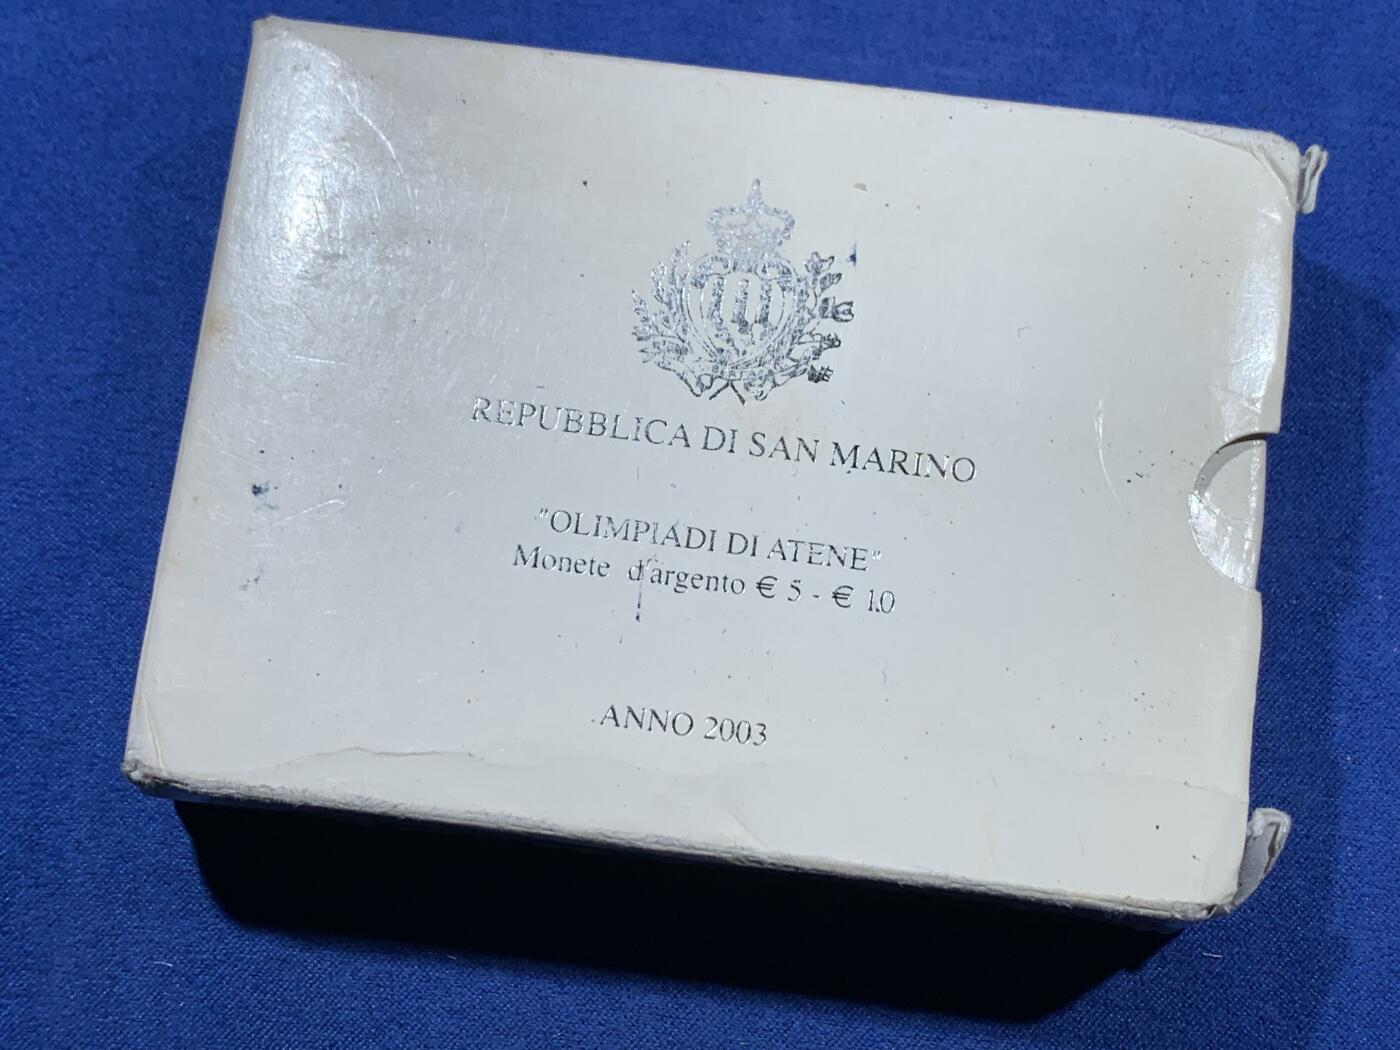 REPUBBLICA DI SAN MARINO
"OLIMPIADI DI ATENE"
Monete d'argento € 5 - € 10
ANNO 2003